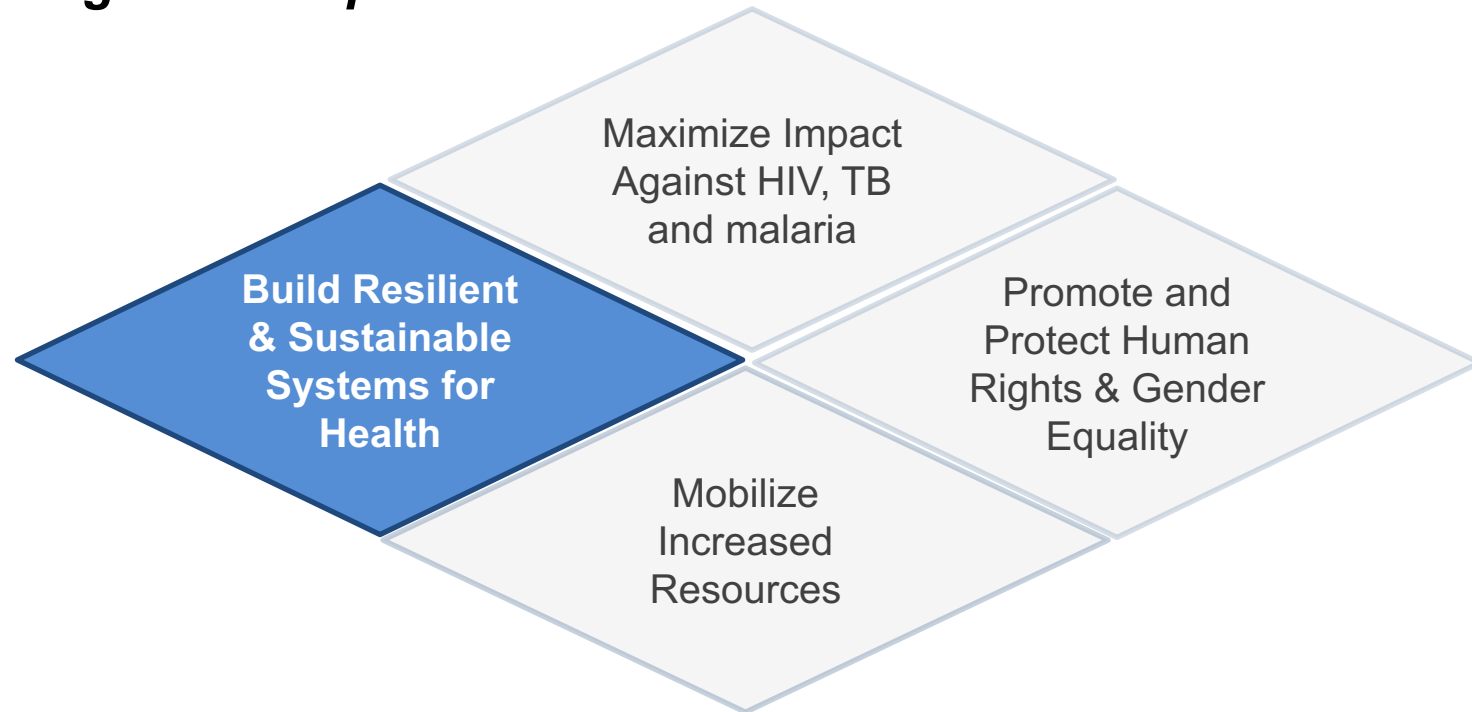 Maximize Impact
Against HIV, TB
and malaria
Build Resilient
& Sustainable
Systems for
Health
Promote and
Protect Human
Rights & Gender
Equality
Mobilize
Increased
Resources